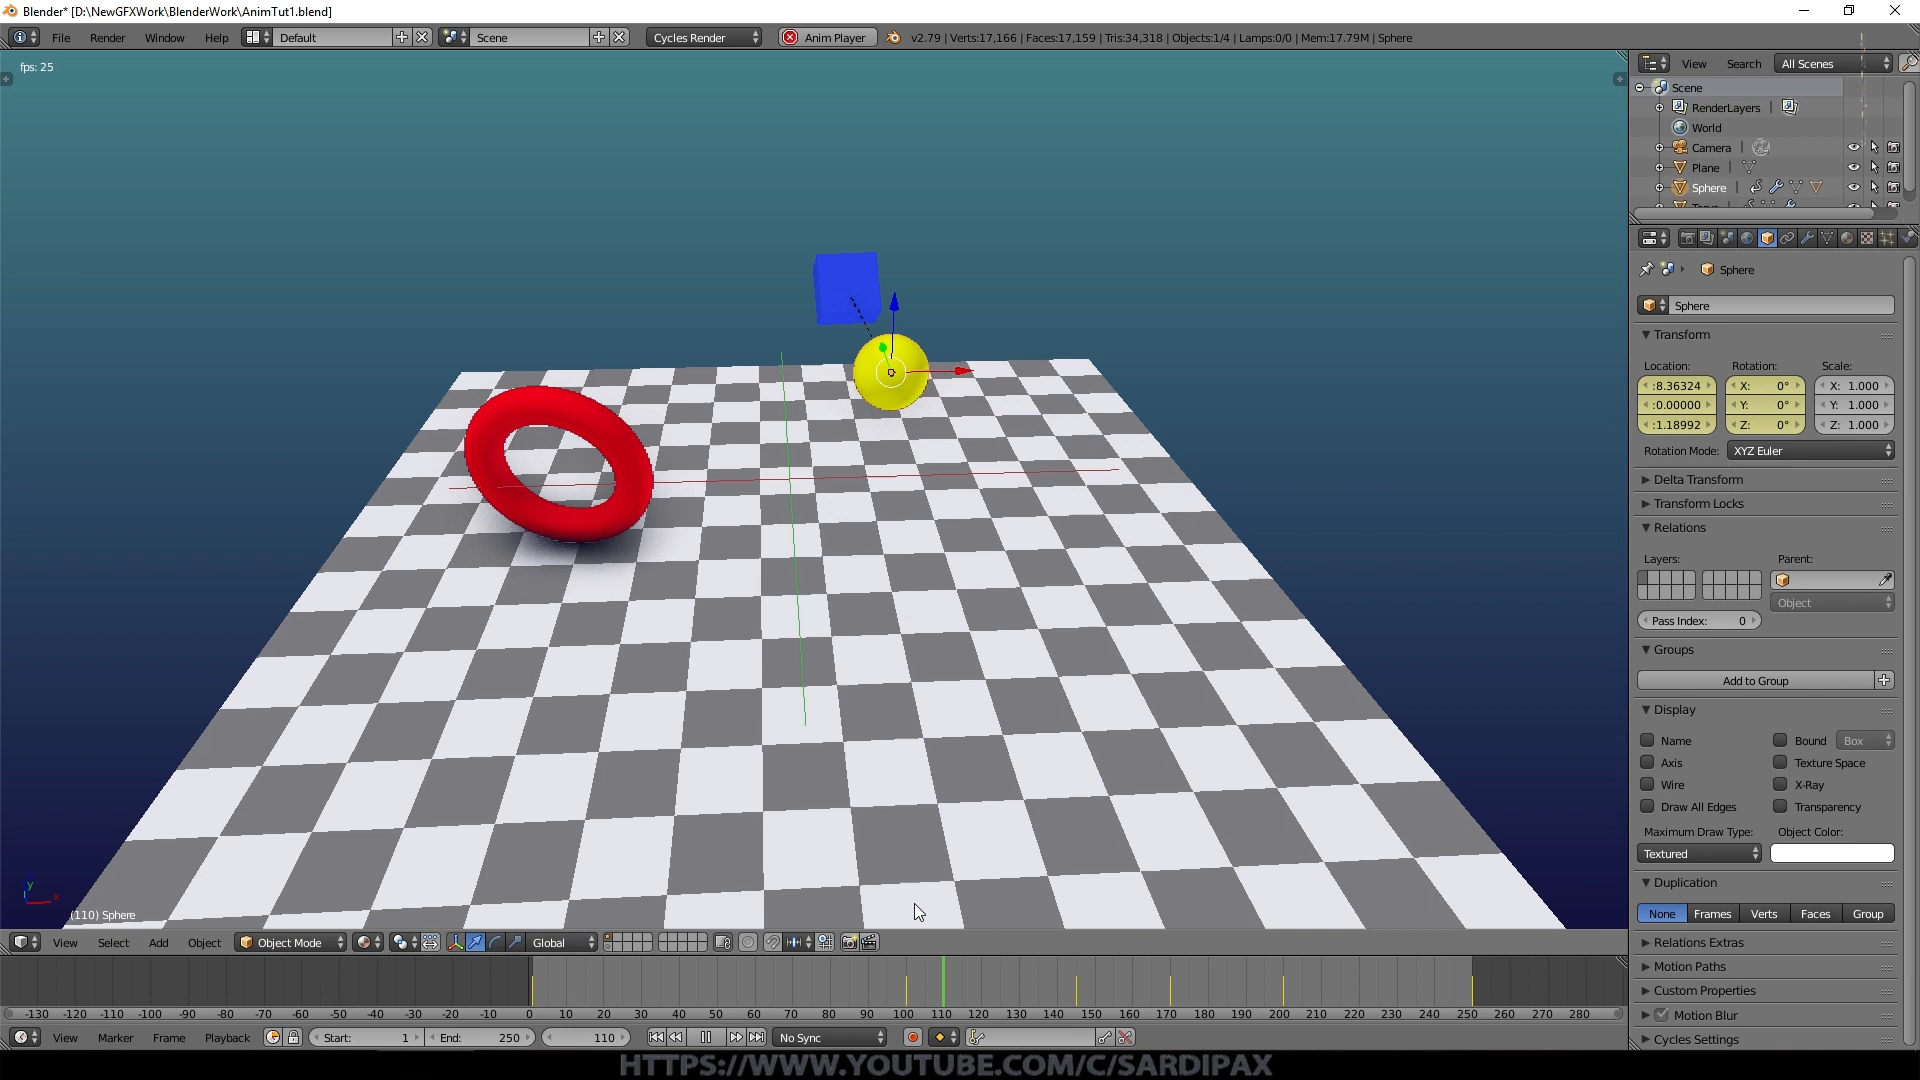 Blender* [D:\NewGFXWork\BlenderWork\AnimTut1.blend]
File Render Window Help Default Scene Cycles Render Anim Player v2.79 | Verts:17,166 | Faces:17,159 | Tris:34,318 | Objects:1/4 | Lamps:0/0 | Mem:17.79M | Sphere
fps: 25
View Search All Scenes
Scene
RenderLayers
World
Camera
Plane
Sphere
Sphere
Sphere
Transform
Location: Rotation: Scale:
:8.36324 X: 0° X: 1.000
:0.00000 Y: 0° Y: 1.000
:1.18992 Z: 0° Z: 1.000
Rotation Mode: XYZ Euler
Delta Transform
Transform Locks
Relations
Layers: Parent:
Object
Pass Index: 0
Groups
Add to Group
Display
Name Bound Box
Axis Texture Space
Wire X-Ray
Draw All Edges Transparency
Maximum Draw Type: Object Color:
Textured
Duplication
None Frames Verts Faces Group
Relations Extras
Motion Paths
Custom Properties
Motion Blur
Cycles Settings
y
x
(110) Sphere
View Select Add Object Object Mode Global
-130 -120 -110 -100 -90 -80 -70 -60 -50 -40 -30 -20 -10 0 10 20 30 40 50 60 70 80 90 100 110 120 130 140 150 160 170 180 190 200 210 220 230 240 250 260 270 280
View Marker Frame Playback Start: 1 End: 250 110 No Sync
HTTPS://WWW.YOUTUBE.COM/C/SARDIPAX